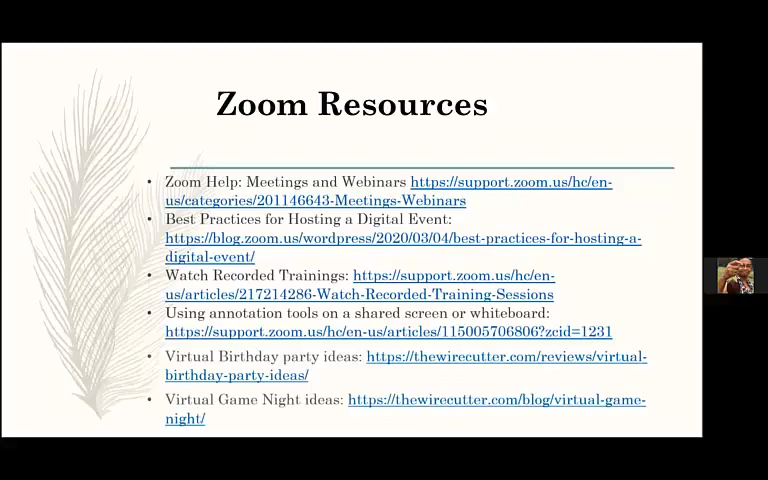 Zoom Resources
• Zoom Help: Meetings and Webinars https://support.zoom.us/hc/en-
us/categories/201146643-Meetings-Webinars
• Best Practices for Hosting a Digital Event:
https://blog.zoom.us/wordpress/2020/03/04/best-practices-for-hosting-a-
digital-event/
• Watch Recorded Trainings: https://support.zoom.us/hc/en-
us/articles/217214286-Watch-Recorded-Training-Sessions
• Using annotation tools on a shared screen or whiteboard:
https://support.zoom.us/hc/en-us/articles/115005706806?zcid=1231
• Virtual Birthday party ideas: https://thewirecutter.com/reviews/virtual-
birthday-party-ideas/
• Virtual Game Night ideas: https://thewirecutter.com/blog/virtual-game-
night/